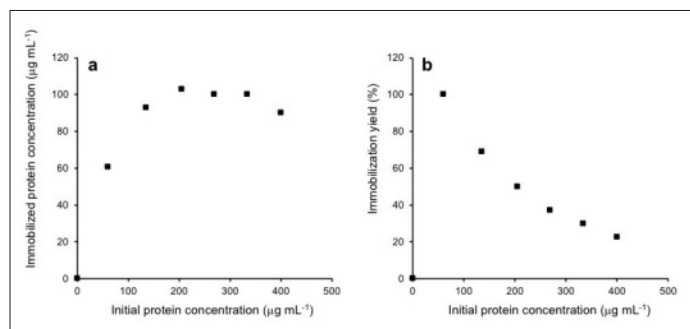 a
Immobilized protein concentration (µg mL⁻¹)
120
100
80
60
40
20
0
0 100 200 300 400 500
Initial protein concentration (µg mL⁻¹)
b
Immobilization yield (%)
120
100
80
60
40
20
0
0 100 200 300 400 500
Initial protein concentration (µg mL⁻¹)